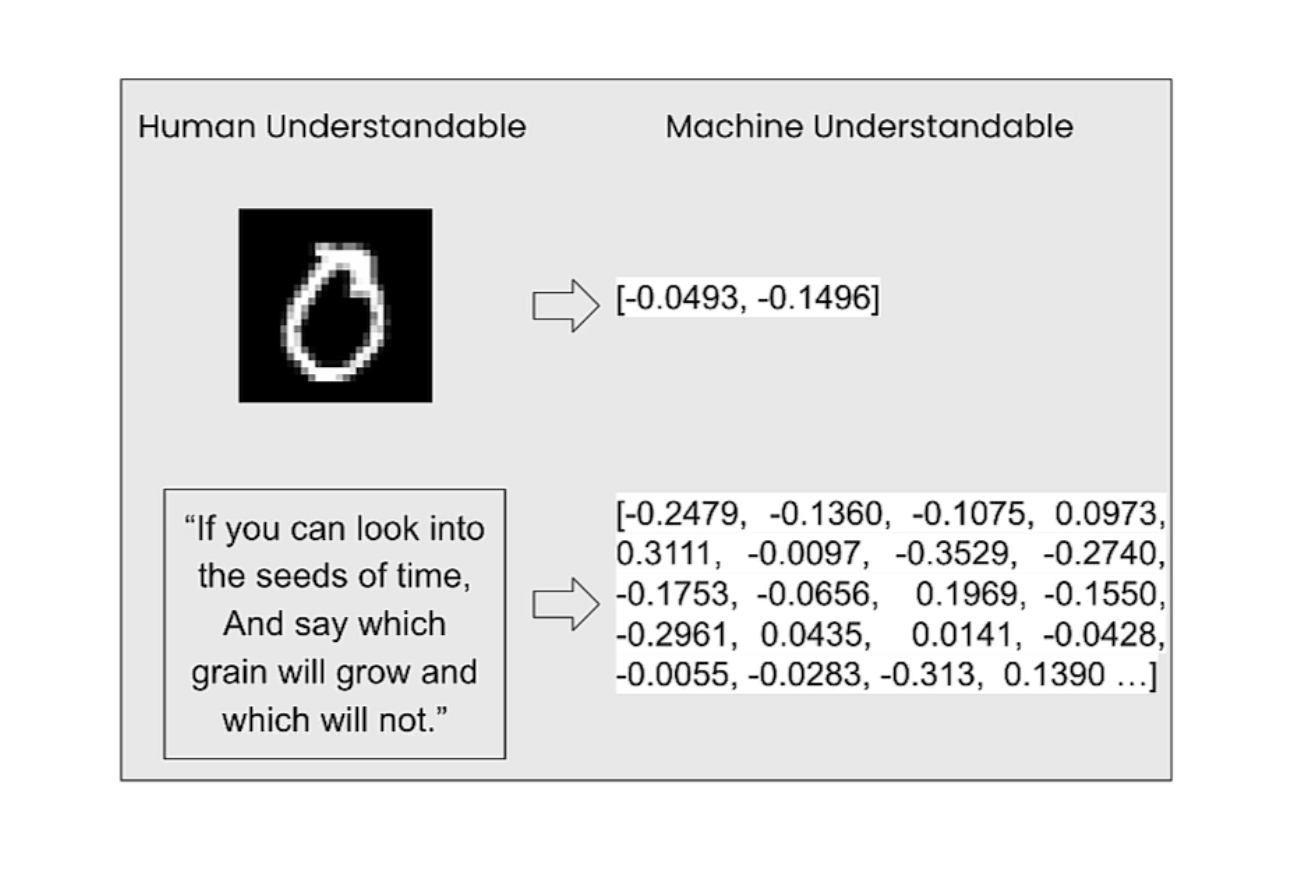 Human Understandable
Machine Understandable
[-0.0493, -0.1496]
“If you can look into
the seeds of time,
And say which
grain will grow and
which will not.”
[-0.2479, -0.1360, -0.1075, 0.0973,
0.3111, -0.0097, -0.3529, -0.2740,
-0.1753, -0.0656, 0.1969, -0.1550,
-0.2961, 0.0435, 0.0141, -0.0428,
-0.0055, -0.0283, -0.313, 0.1390 ...]